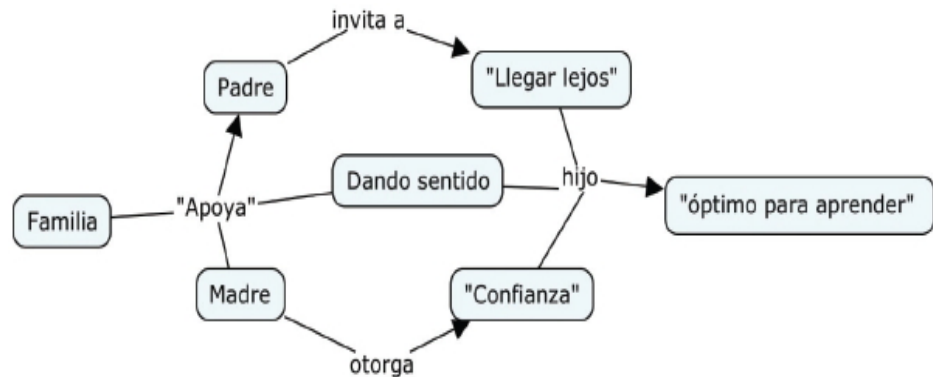 invita a
Padre
"Llegar lejos"
Dando sentido
hijo
Familia
"Apoya"
"óptimo para aprender"
Madre
"Confianza"
otorga